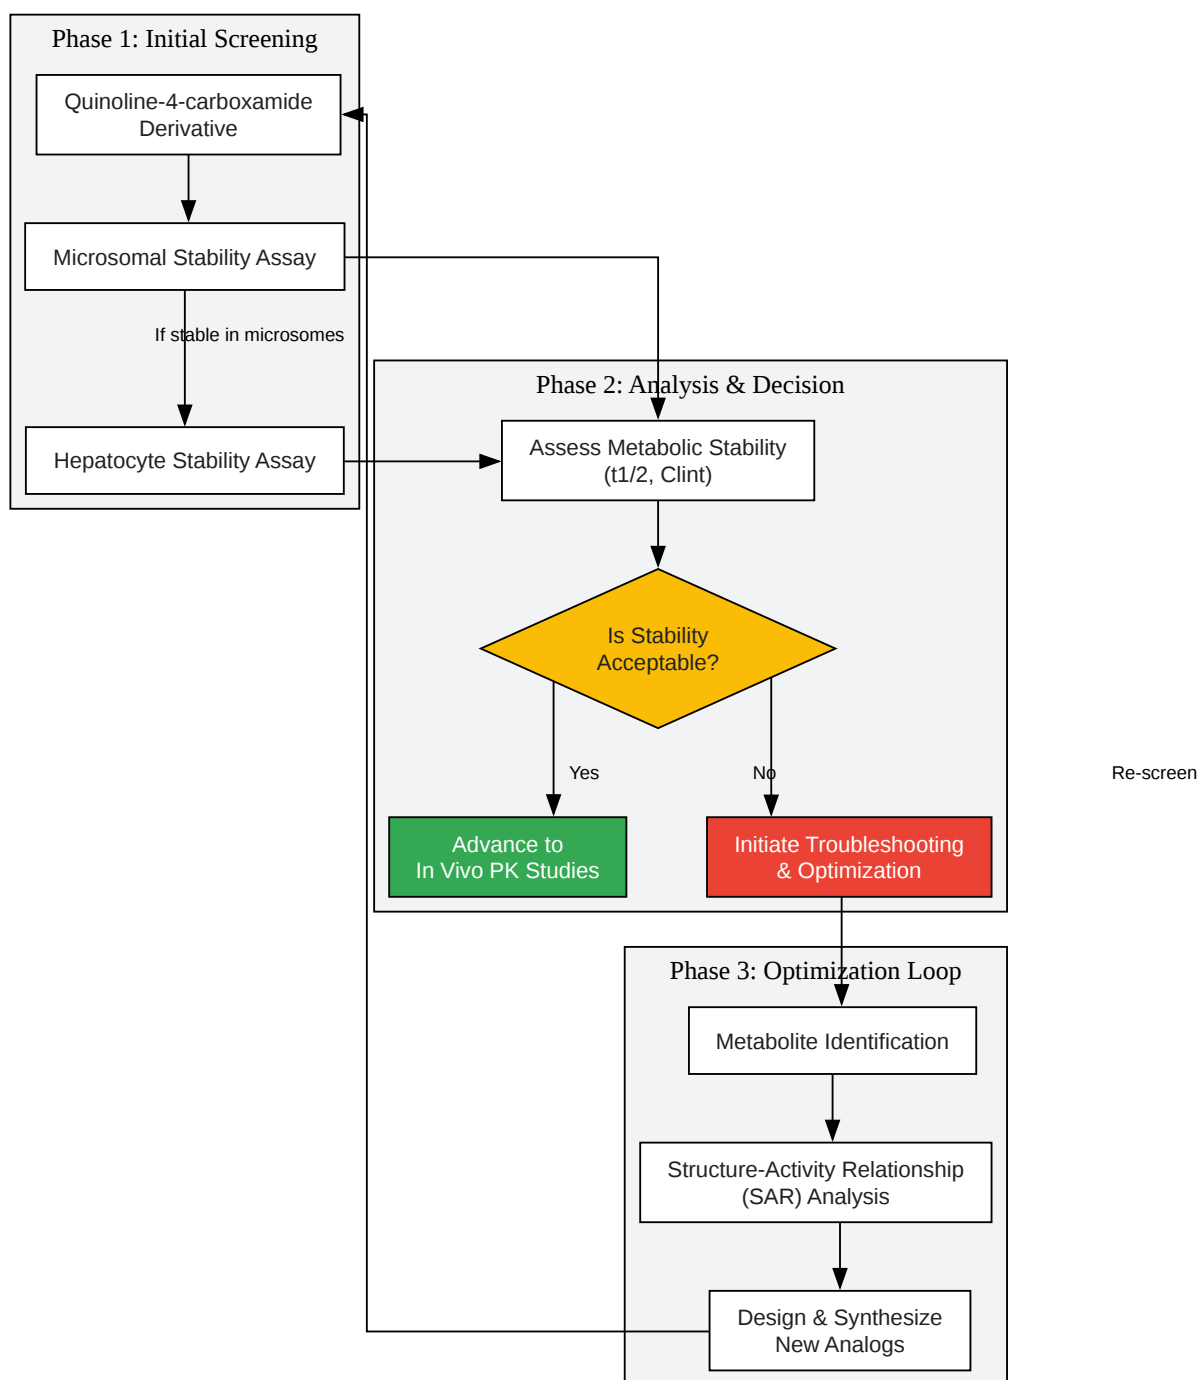 Phase 1: Initial Screening
Quinoline-4-carboxamide
Derivative
Microsomal Stability Assay
If stable in microsomes
Hepatocyte Stability Assay
Phase 2: Analysis & Decision
Assess Metabolic Stability
(t1/2, Clint)
Is Stability
Acceptable?
Yes
No
Re-screen
Advance to
In Vivo PK Studies
Initiate Troubleshooting
& Optimization
Phase 3: Optimization Loop
Metabolite Identification
Structure-Activity Relationship
(SAR) Analysis
Design & Synthesize
New Analogs